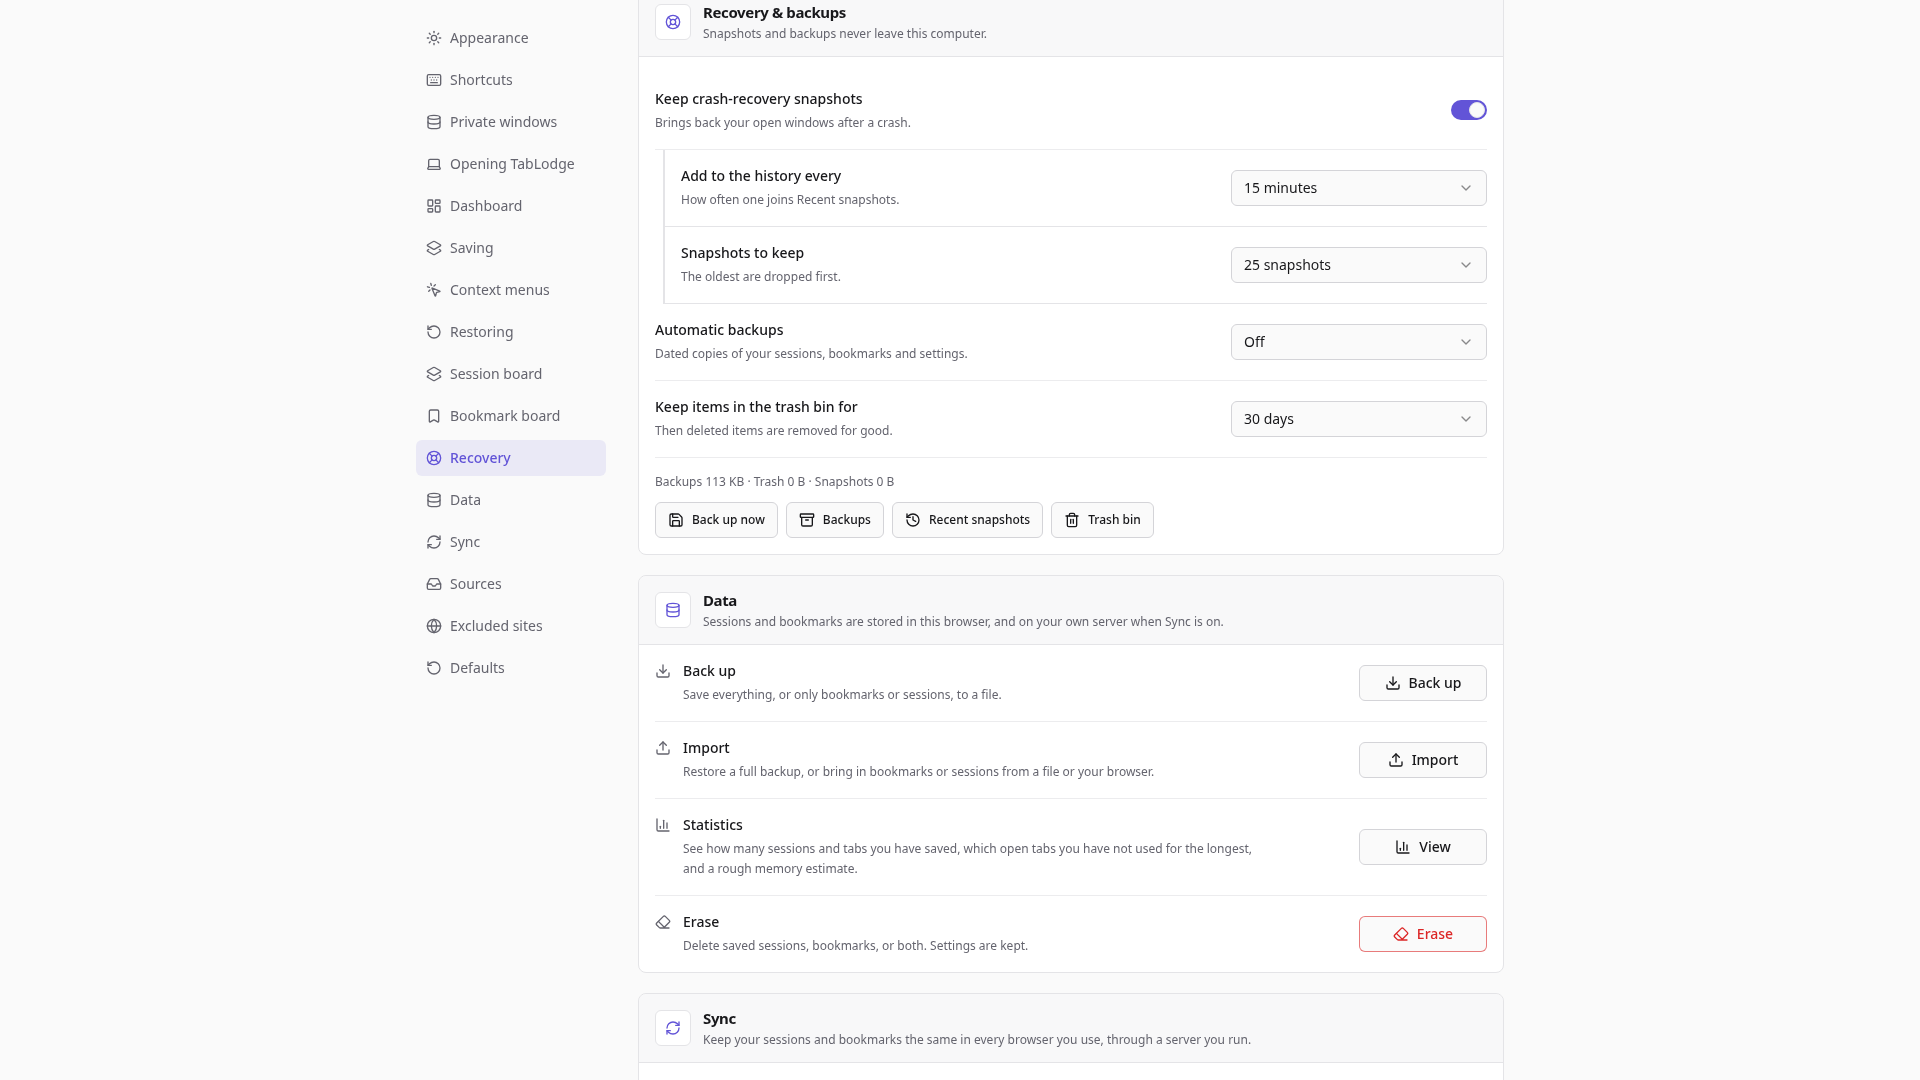 Appearance
Shortcuts
Private windows
Opening TabLodge
Dashboard
Saving
Context menus
Restoring
Session board
Bookmark board
Recovery
Data
Sync
Sources
Excluded sites
Defaults
Recovery & backups
Snapshots and backups never leave this computer.
Keep crash-recovery snapshots
Brings back your open windows after a crash.
Add to the history every
How often one joins Recent snapshots.
15 minutes
Snapshots to keep
The oldest are dropped first.
25 snapshots
Automatic backups
Dated copies of your sessions, bookmarks and settings.
Off
Keep items in the trash bin for
Then deleted items are removed for good.
30 days
Backups 113 KB · Trash 0 B · Snapshots 0 B
Back up now
Backups
Recent snapshots
Trash bin
Data
Sessions and bookmarks are stored in this browser, and on your own server when Sync is on.
Back up
Save everything, or only bookmarks or sessions, to a file.
Back up
Import
Restore a full backup, or bring in bookmarks or sessions from a file or your browser.
Import
Statistics
See how many sessions and tabs you have saved, which open tabs you have not used for the longest,
and a rough memory estimate.
View
Erase
Delete saved sessions, bookmarks, or both. Settings are kept.
Erase
Sync
Keep your sessions and bookmarks the same in every browser you use, through a server you run.